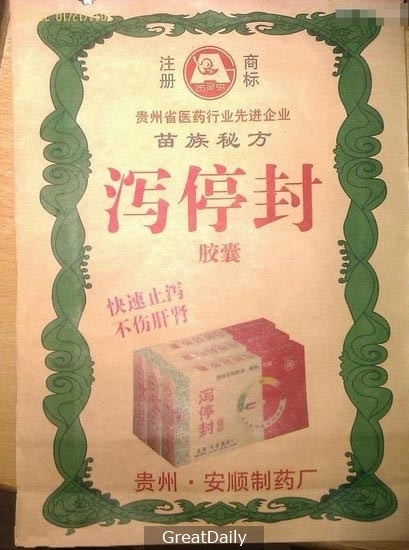 注册
商标
贵州省医药行业先进企业
苗族秘方
泻停封
胶囊
快速止泻
不伤肝肾
泻停封
贵州·安顺制药厂
GreatDaily